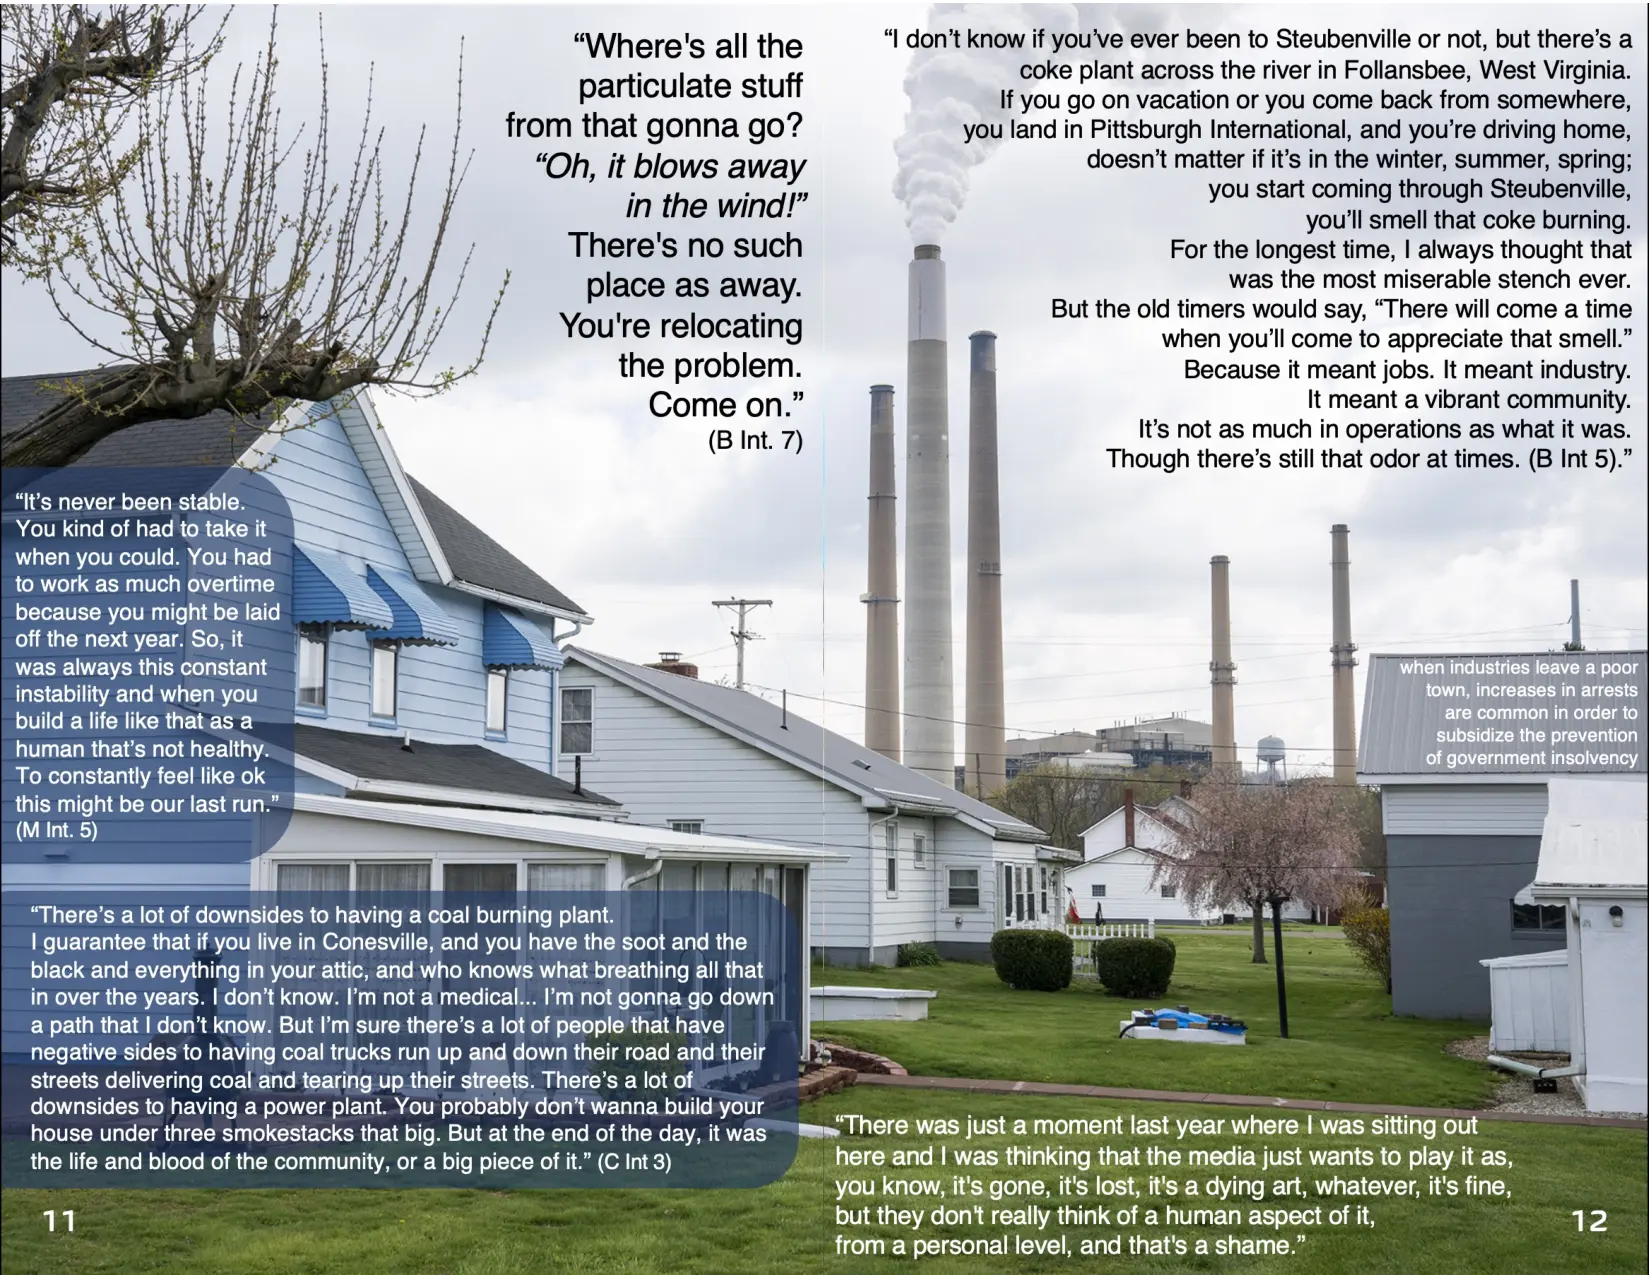 “Where's all the
particulate stuff
from that gonna go?
“Oh, it blows away
in the wind!”
There's no such
place as away.
You're relocating
the problem.
Come on.”
(B Int. 7)
“It’s never been stable.
You kind of had to take it
when you could. You had
to work as much overtime
because you might be laid
off the next year. So, it
was always this constant
instability and when you
build a life like that as a
human that’s not healthy.
To constantly feel like ok
this might be our last run.”
(M Int. 5)
“There’s a lot of downsides to having a coal burning plant.
I guarantee that if you live in Conesville, and you have the soot and the
black and everything in your attic, and who knows what breathing all that
in over the years. I don’t know. I’m not a medical... I’m not gonna go down
a path that I don’t know. But I’m sure there’s a lot of people that have
negative sides to having coal trucks run up and down their road and their
streets delivering coal and tearing up their streets. There’s a lot of
downsides to having a power plant. You probably don’t wanna build your
house under three smokestacks that big. But at the end of the day, it was
the life and blood of the community, or a big piece of it.” (C Int 3)
11
“I don’t know if you’ve ever been to Steubenville or not, but there’s a
coke plant across the river in Follansbee, West Virginia.
If you go on vacation or you come back from somewhere,
you land in Pittsburgh International, and you’re driving home,
doesn’t matter if it’s in the winter, summer, spring;
you start coming through Steubenville,
you’ll smell that coke burning.
For the longest time, I always thought that
was the most miserable stench ever.
But the old timers would say, “There will come a time
when you’ll come to appreciate that smell.”
Because it meant jobs. It meant industry.
It meant a vibrant community.
It’s not as much in operations as what it was.
Though there’s still that odor at times. (B Int 5).”
when industries leave a poor
town, increases in arrests
are common in order to
subsidize the prevention
of government insolvency
“There was just a moment last year where I was sitting out
here and I was thinking that the media just wants to play it as,
you know, it's gone, it's lost, it's a dying art, whatever, it's fine,
but they don't really think of a human aspect of it,
from a personal level, and that's a shame.”
12